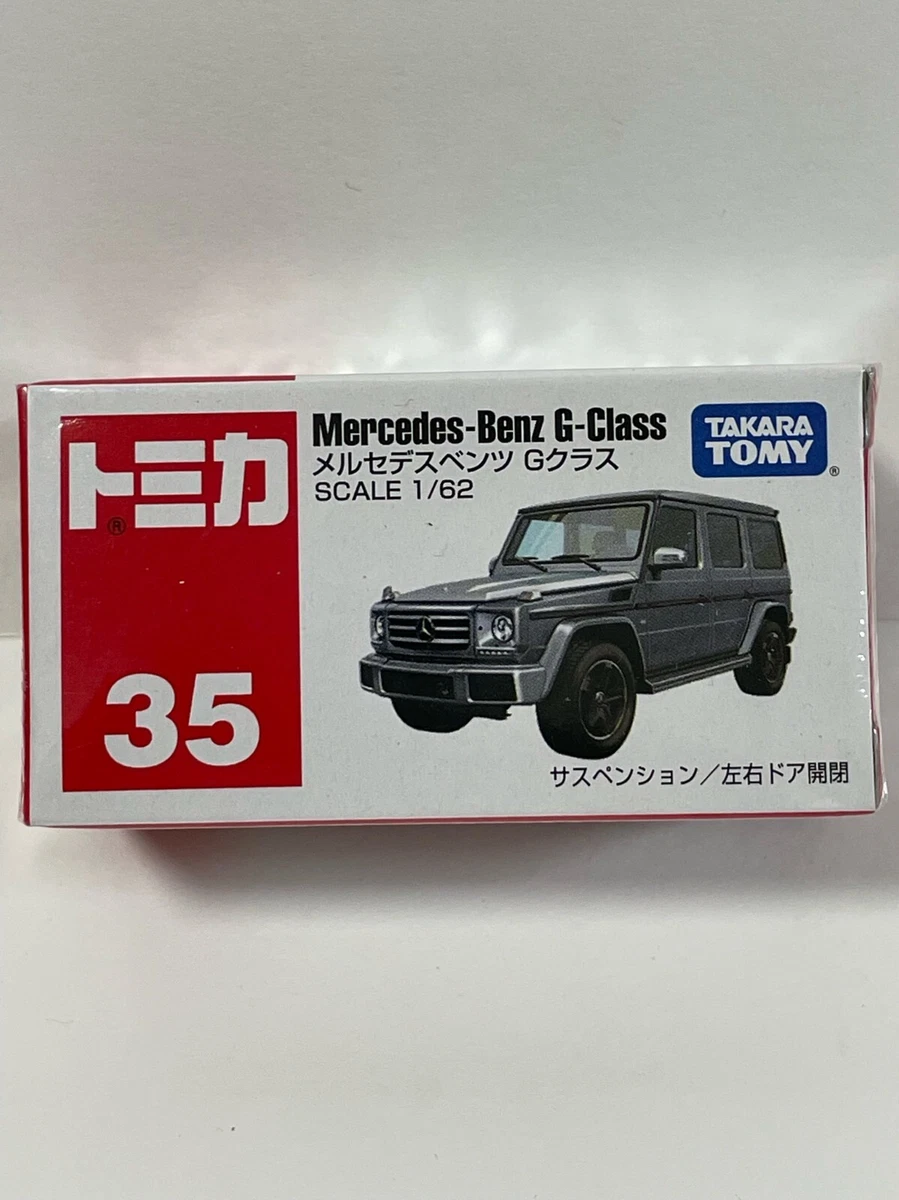 トミカ
®
35
Mercedes-Benz G-Class
メルセデスベンツ Gクラス
SCALE 1/62
TAKARA
TOMY
®
サスペンション/左右ドア開閉